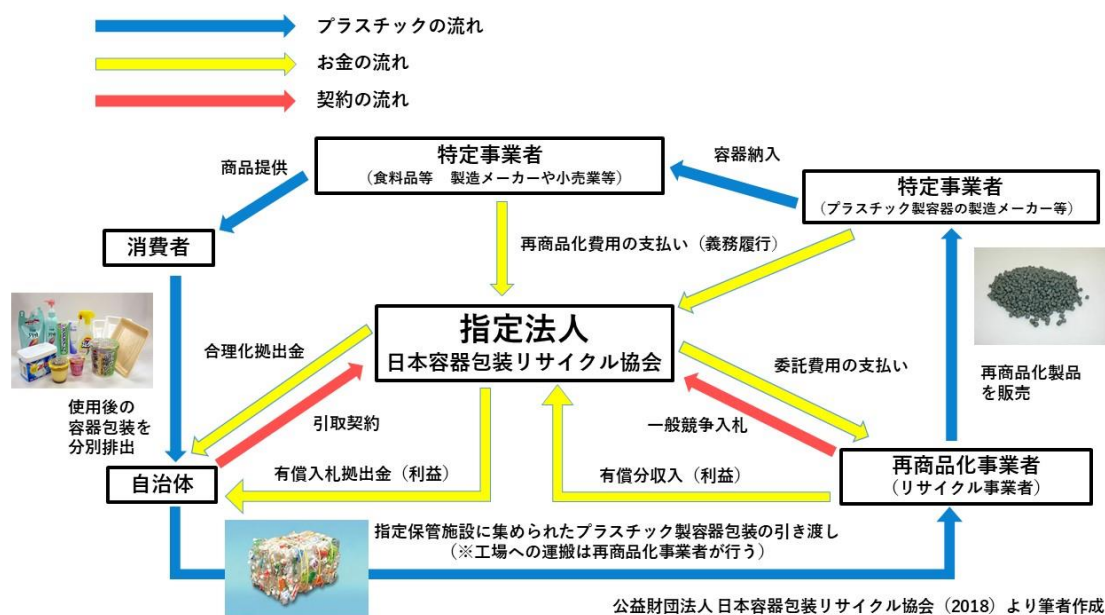 プラスチックの流れ
お金の流れ
契約の流れ
特定事業者
（食料品等　製造メーカーや小売業等）
商品提供
容器納入
特定事業者
（プラスチック製容器の製造メーカー等）
消費者
再商品化費用の支払い（義務履行）
指定法人
日本容器包装リサイクル協会
合理化拠出金
委託費用の支払い
再商品化製品
を販売
使用後の
容器包装を
分別排出
引取契約
一般競争入札
自治体
有償入札拠出金（利益）
有償分収入（利益）
再商品化事業者
（リサイクル事業者）
指定保管施設に集められたプラスチック製容器包装の引き渡し
（※工場への運搬は再商品化事業者が行う）
公益財団法人日本容器包装リサイクル協会（2018）より筆者作成